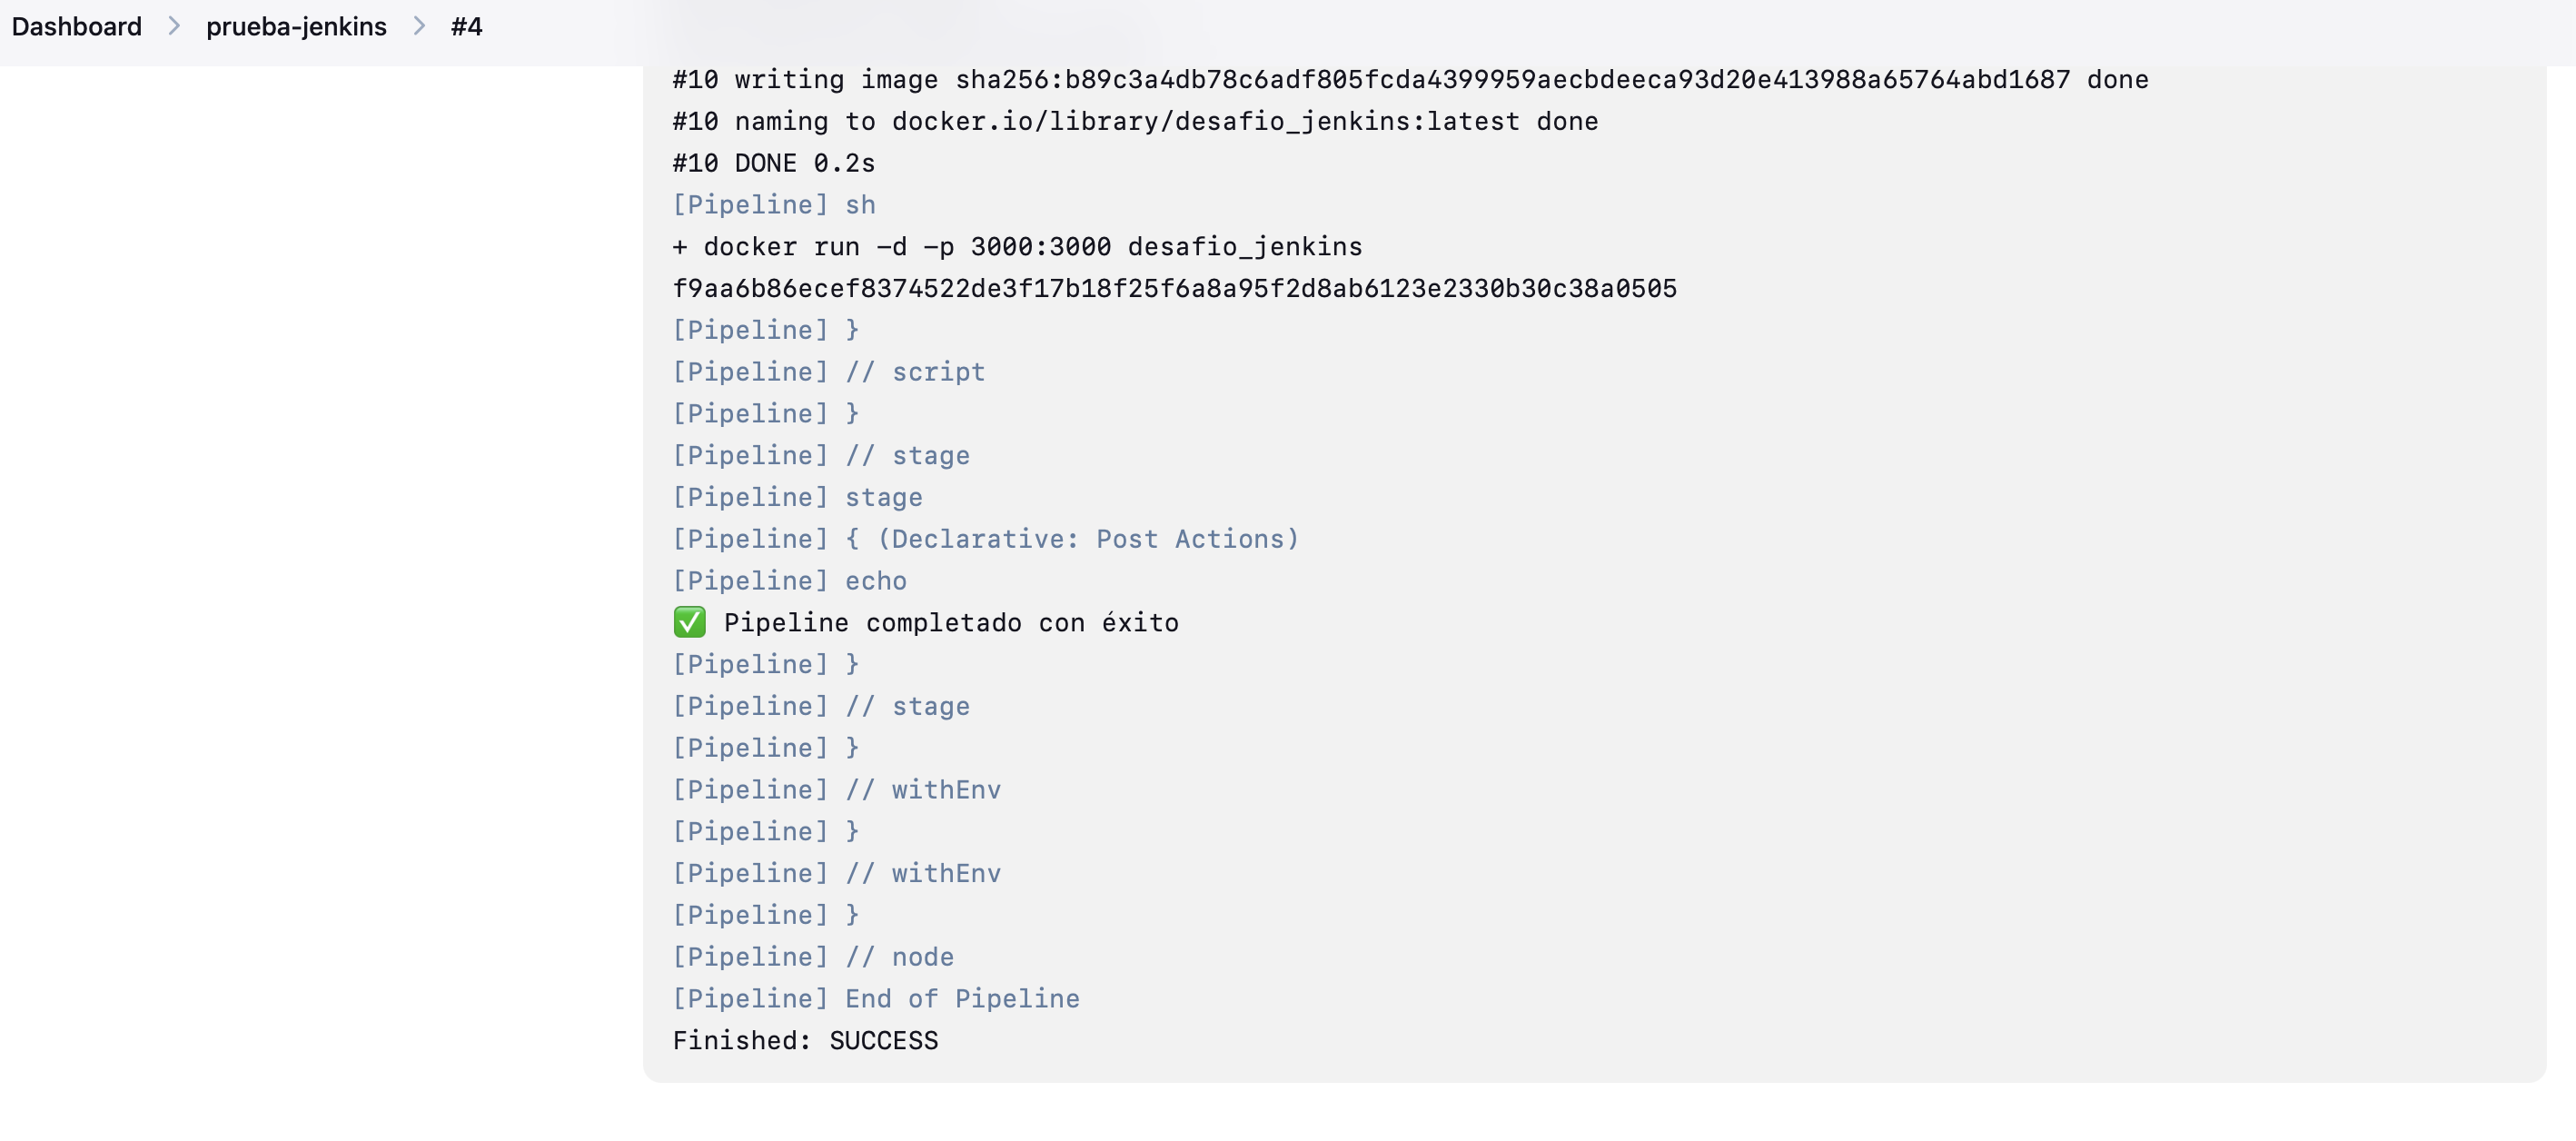 Dashboard > prueba-jenkins > #4
#10 writing image sha256:b89c3a4db78c6adf805fcda4399959aecbdeeca93d20e413988a65764abd1687 done
#10 naming to docker.io/library/desafio_jenkins:latest done
#10 DONE 0.2s
[Pipeline] sh
+ docker run -d -p 3000:3000 desafio_jenkins
f9aa6b86ecef8374522de3f17b18f25f6a8a95f2d8ab6123e2330b30c38a0505
[Pipeline] }
[Pipeline] // script
[Pipeline] }
[Pipeline] // stage
[Pipeline] stage
[Pipeline] { (Declarative: Post Actions)
[Pipeline] echo
✅ Pipeline completado con éxito
[Pipeline] }
[Pipeline] // stage
[Pipeline] }
[Pipeline] // withEnv
[Pipeline] }
[Pipeline] // withEnv
[Pipeline] }
[Pipeline] // node
[Pipeline] End of Pipeline
Finished: SUCCESS